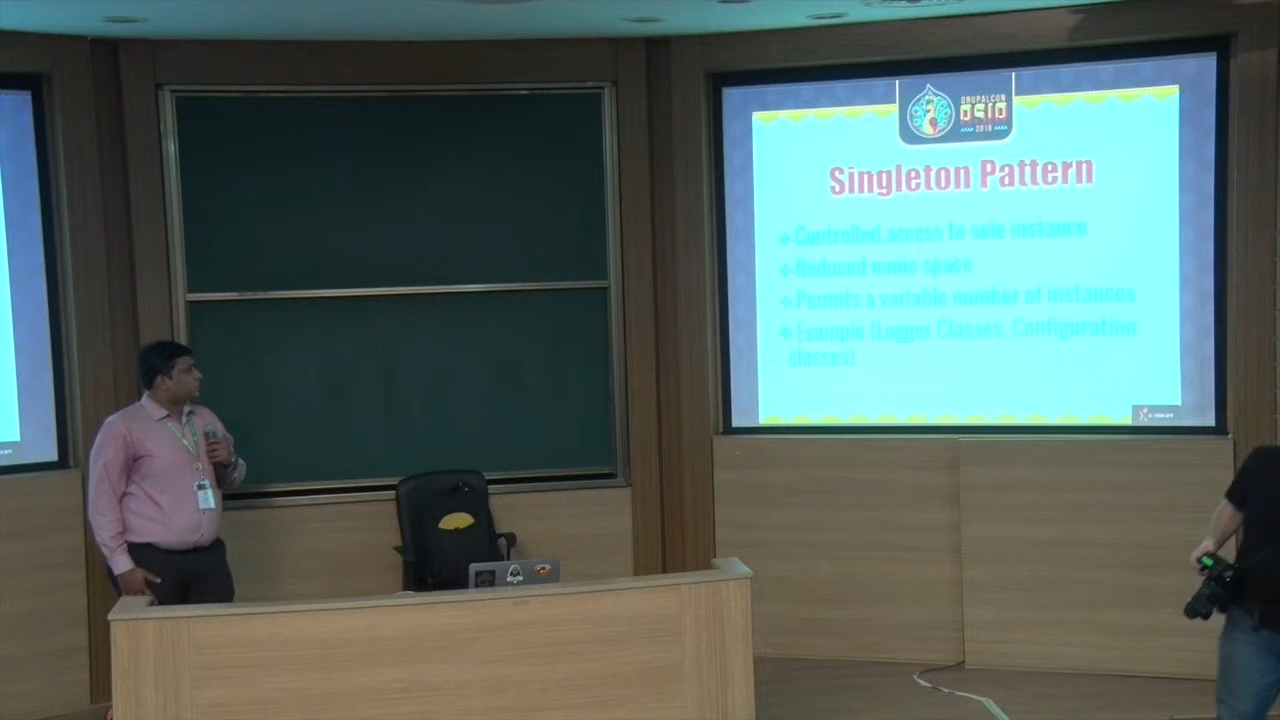 DRUPALCON
ASIA
2016
Singleton Pattern
❖Controlled access to sole instance
❖Reduced name space
❖Permits a variable number of instances
❖Example (Logger Classes, Configuration
classes)